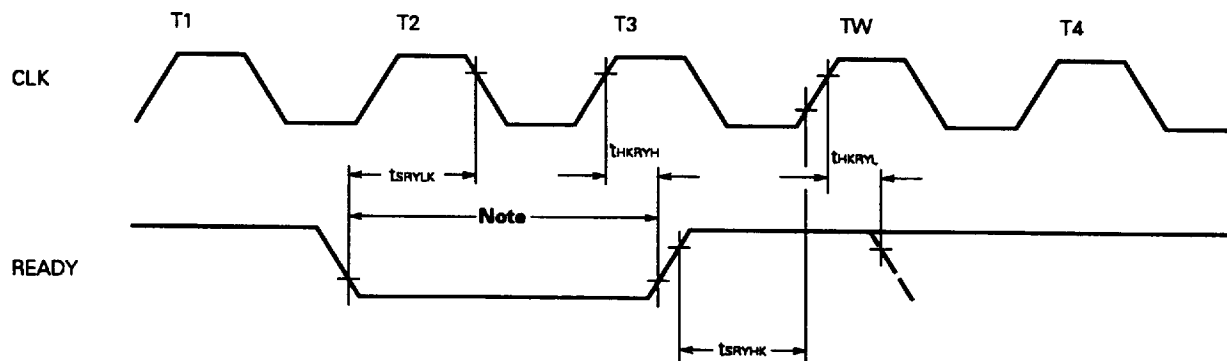 T1 T2 T3 TW T4
CLK
tHKRYH tHKRYL
tSRYLK
Note
READY
tSRYHK